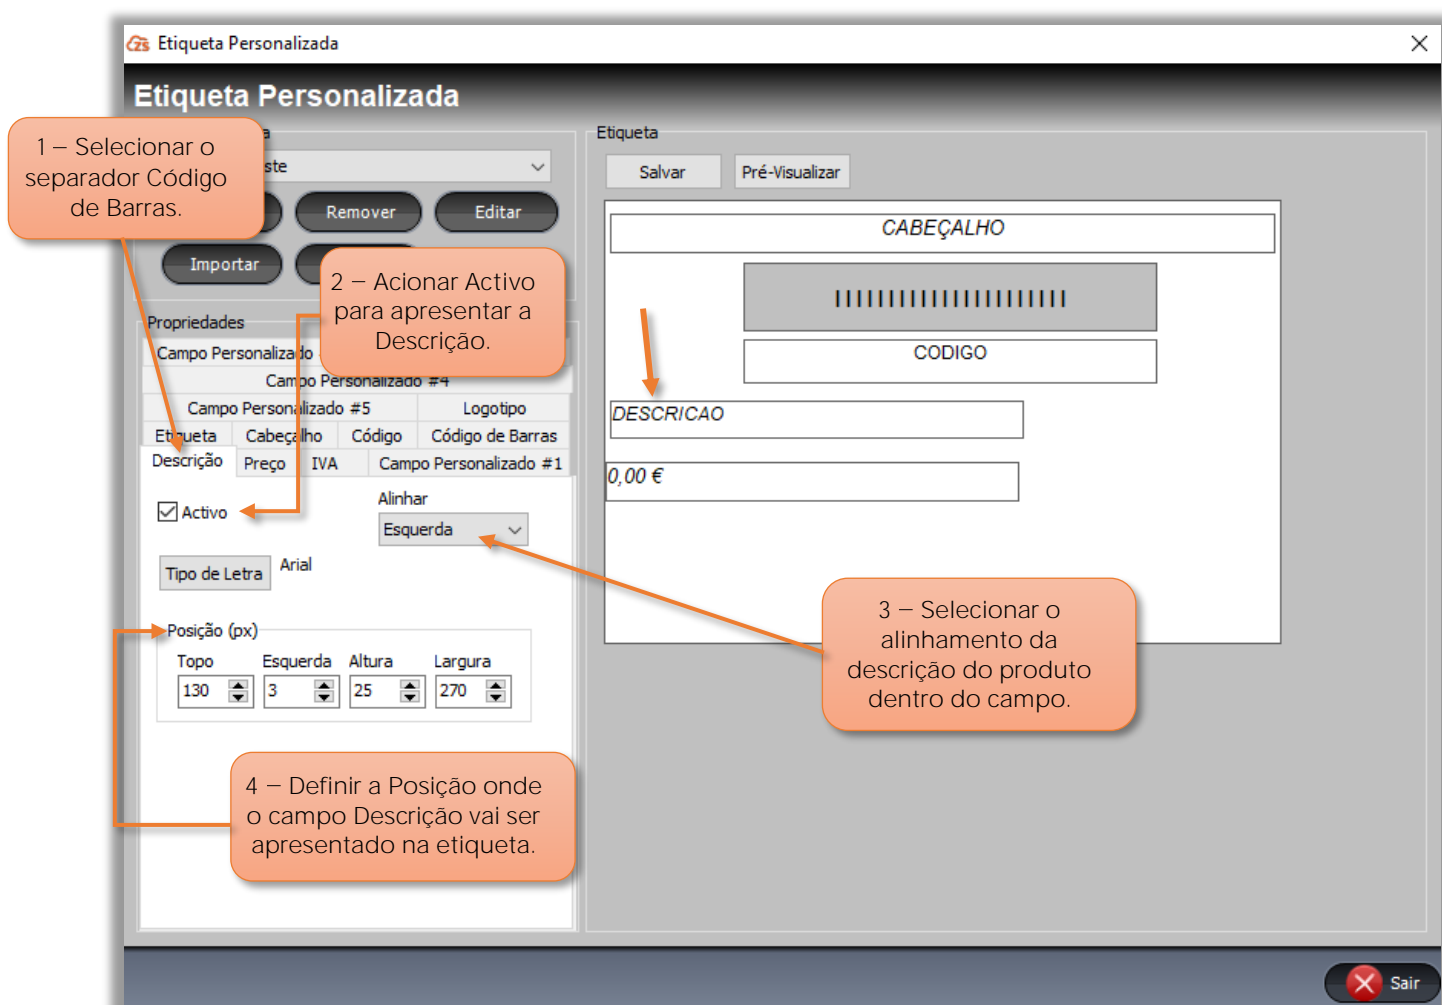 Etiqueta Personalizada
Etiqueta Personalizada
1 – Selecionar o
separador Código
de Barras.
a
ste
Remover
Editar
Importar
2 – Acionar Activo
para apresentar a
Descrição.
Propriedades
Campo Personalizado
Campo Personalizado #4
Campo Personalizado #5
Logotipo
Etiqueta
Cabeçalho
Código
Código de Barras
Descrição
Preço
IVA
Campo Personalizado #1
Activo
Alinhar
Esquerda
Tipo de Letra
Arial
Posição (px)
Topo
Esquerda
Altura
Largura
130
3
25
270
4 – Definir a Posição onde
o campo Descrição vai ser
apresentado na etiqueta.
Etiqueta
Salvar
Pré-Visualizar
CABEÇALHO
CODIGO
DESCRICAO
0,00 €
3 – Selecionar o
alinhamento da
descrição do produto
dentro do campo.
Sair